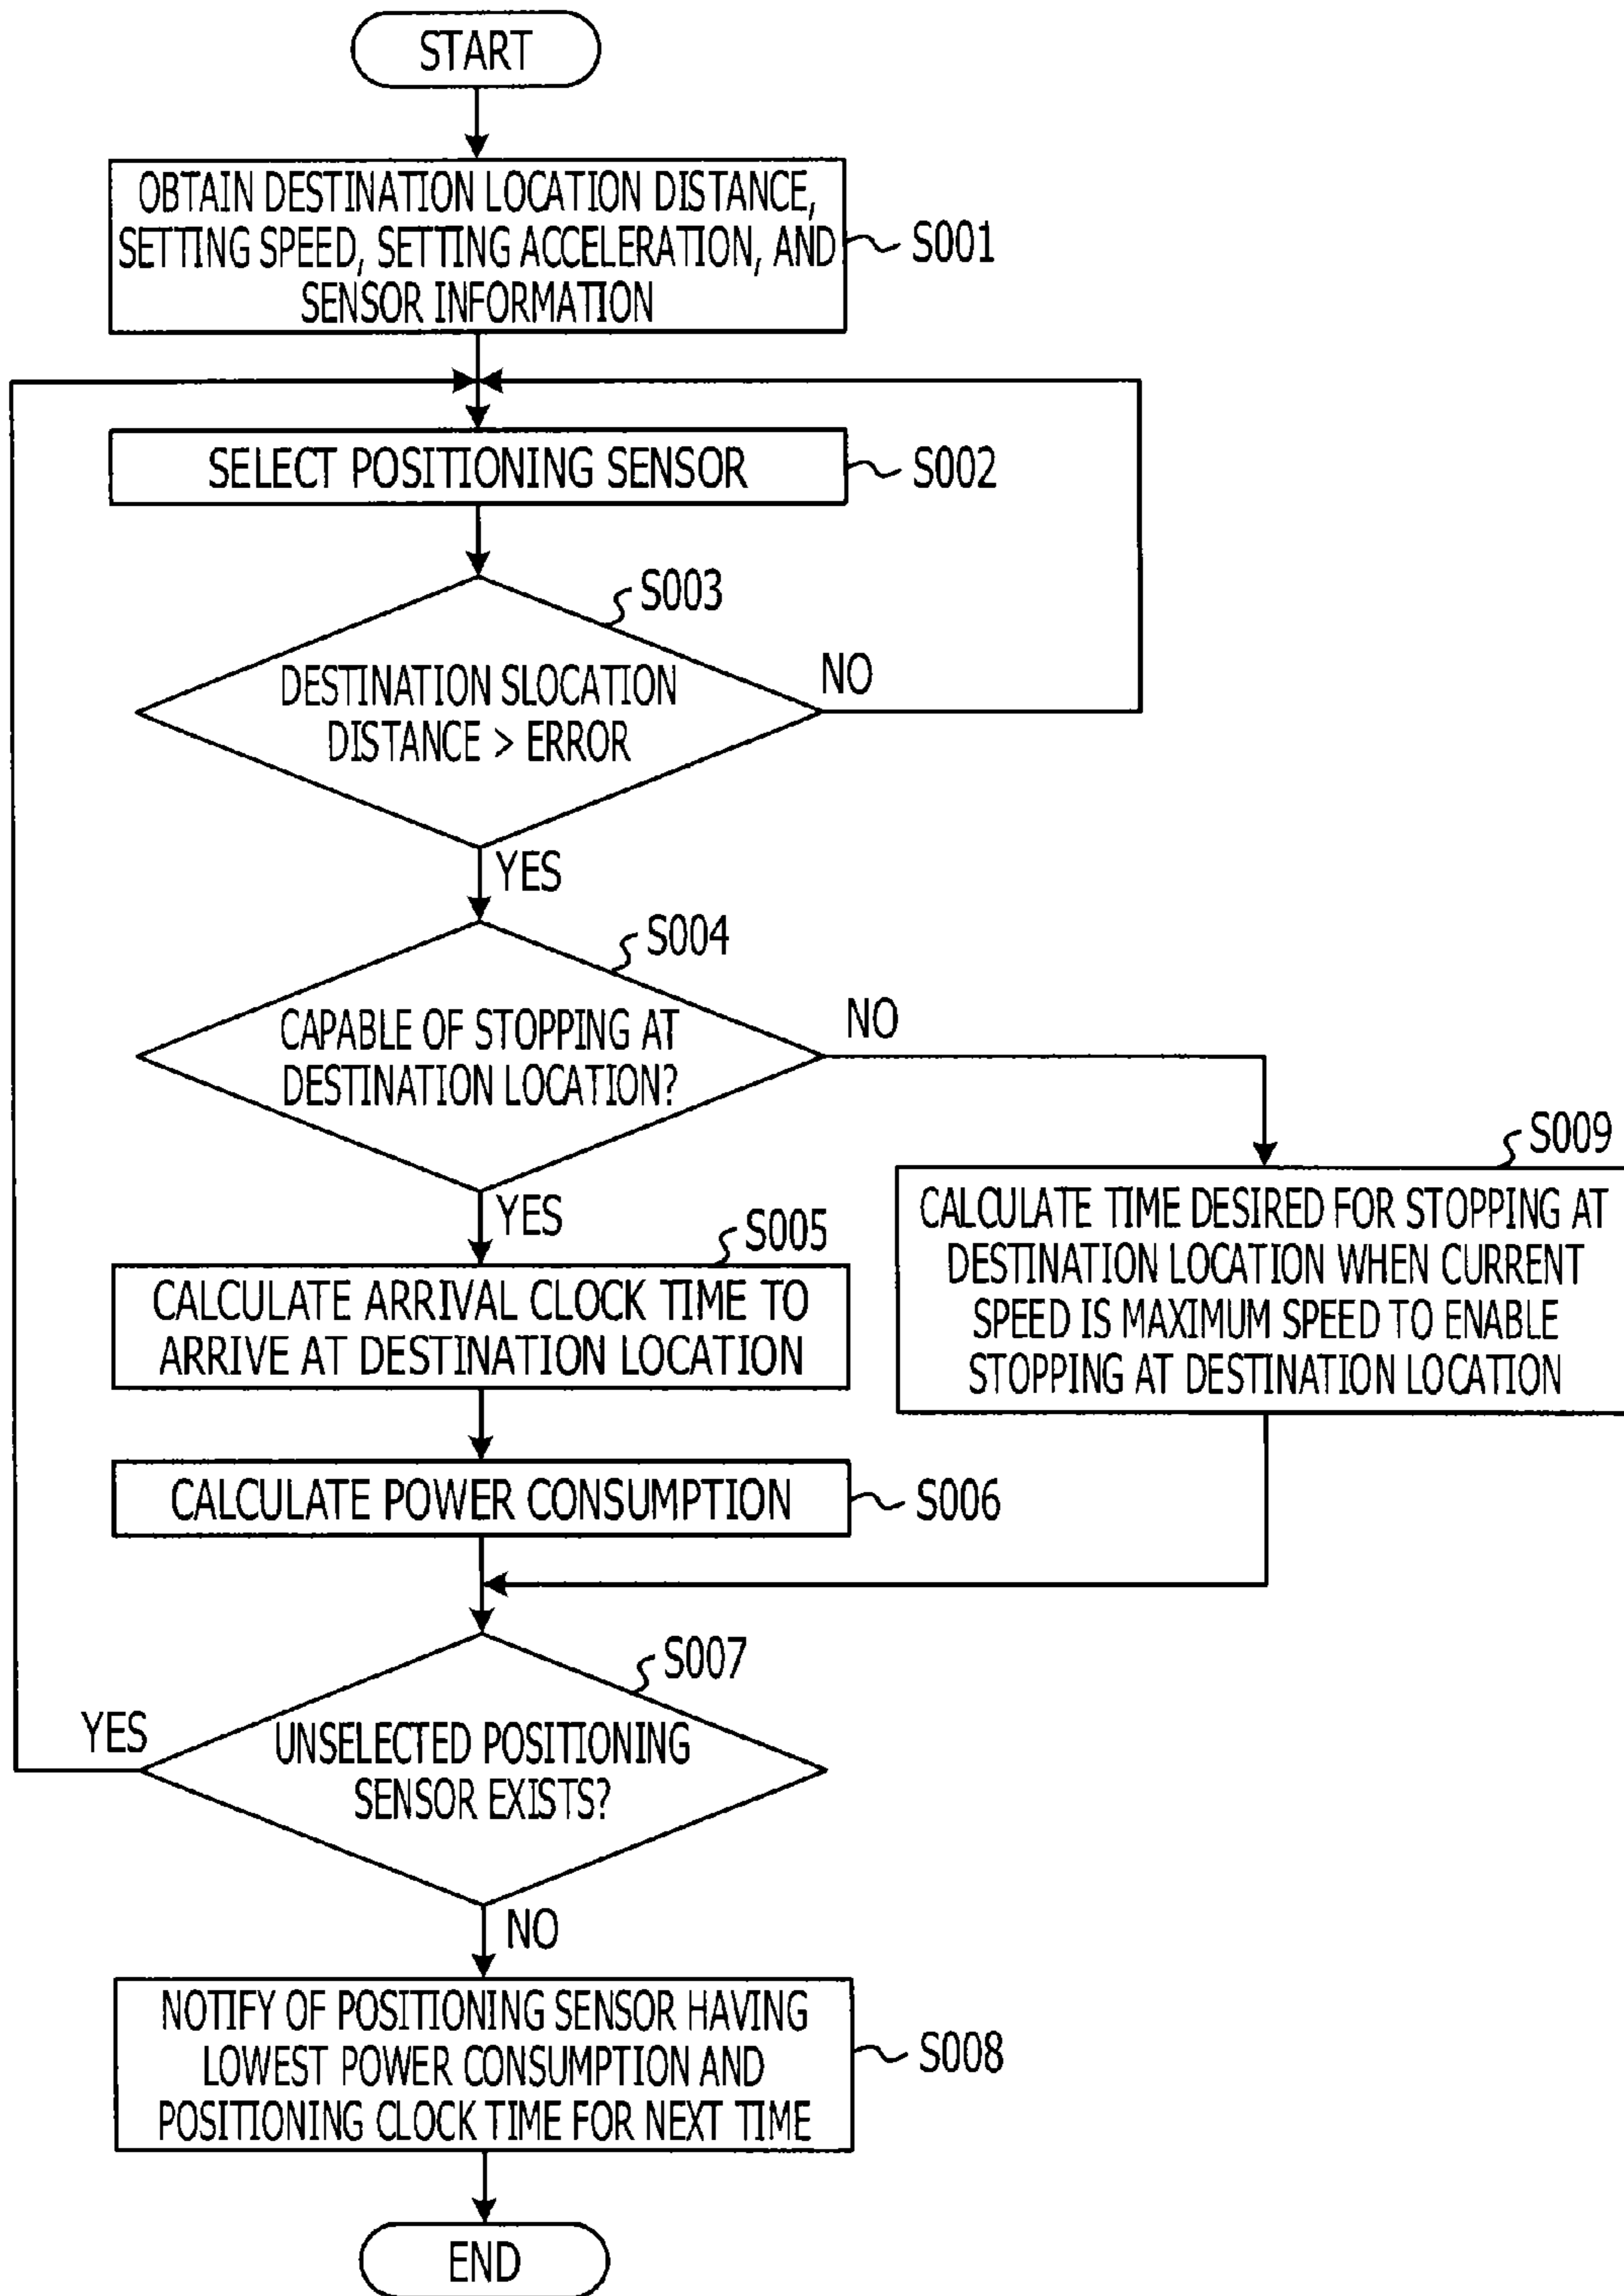 START
OBTAIN DESTINATION LOCATION DISTANCE,
SETTING SPEED, SETTING ACCELERATION, AND
SENSOR INFORMATION
S001
SELECT POSITIONING SENSOR
S002
S003
DESTINATION SLOCATION
DISTANCE > ERROR
NO
YES
S004
CAPABLE OF STOPPING AT
DESTINATION LOCATION?
NO
YES
S005
CALCULATE ARRIVAL CLOCK TIME TO
ARRIVE AT DESTINATION LOCATION
S009
CALCULATE TIME DESIRED FOR STOPPING AT
DESTINATION LOCATION WHEN CURRENT
SPEED IS MAXIMUM SPEED TO ENABLE
STOPPING AT DESTINATION LOCATION
CALCULATE POWER CONSUMPTION
S006
S007
YES
UNSELECTED POSITIONING
SENSOR EXISTS?
NO
NOTIFY OF POSITIONING SENSOR HAVING
LOWEST POWER CONSUMPTION AND
POSITIONING CLOCK TIME FOR NEXT TIME
S008
END